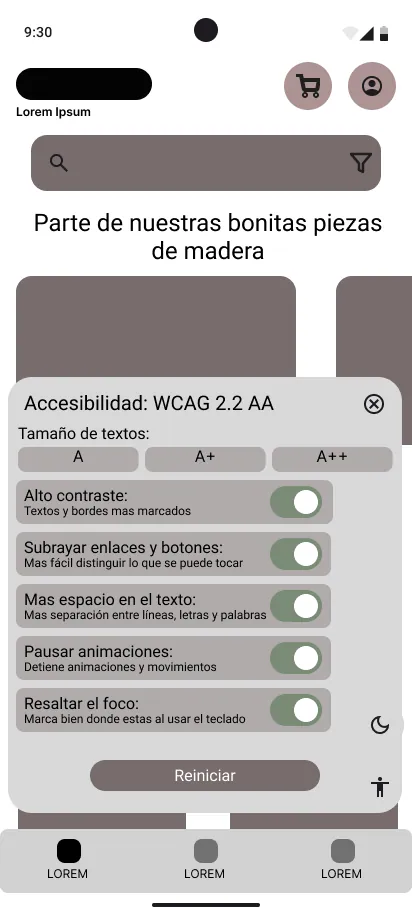 9:30
Lorem Ipsum
Parte de nuestras bonitas piezas
de madera
Accesibilidad: WCAG 2.2 AA
Tamaño de textos:
A A+ A++
Alto contraste:
Textos y bordes mas marcados
Subrayar enlaces y botones:
Mas fácil distinguir lo que se puede tocar
Mas espacio en el texto:
Mas separación entre líneas, letras y palabras
Pausar animaciones:
Detiene animaciones y movimientos
Resaltar el foco:
Marca bien donde estas al usar el teclado
Reiniciar
LOREM LOREM LOREM